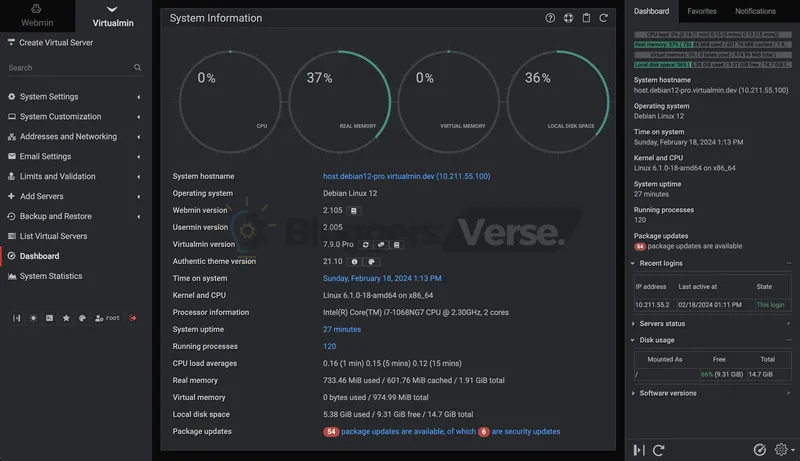 Webmin
Virtualmin
Create Virtual Server
Search
System Settings
System Customization
Addresses and Networking
Email Settings
Limits and Validation
Add Servers
Backup and Restore
List Virtual Servers
Dashboard
System Statistics
root
System Information
0%
CPU
37%
REAL MEMORY
0%
VIRTUAL MEMORY
36%
LOCAL DISK SPACE
System hostname host.debian12-pro.virtualmin.dev (10.211.55.100)
Operating system Debian Linux 12
Webmin version 2.105
Usermin version 2.005
Virtualmin version 7.9.0 Pro
Authentic theme version 21.10
Time on system Sunday, February 18, 2024 1:13 PM
Kernel and CPU Linux 6.1.0-18-amd64 on x86_64
Processor information Intel(R) Core(TM) i7-1068NG7 CPU @ 2.30GHz, 2 cores
System uptime 27 minutes
Running processes 120
CPU load averages 0.16 (1 min) 0.15 (5 mins) 0.12 (15 mins)
Real memory 733.46 MiB used / 601.76 MiB cached / 1.91 GiB total
Virtual memory 0 bytes used / 974.99 MiB total
Local disk space 5.38 GiB used / 9.31 GiB free / 14.7 GiB total
Package updates 54 package updates are available, of which 6 are security updates
Bloggers Verse.
Dashboard Favorites Notifications
System hostname
host.debian12-pro.virtualmin.dev (10.211.55.100)
Operating system
Debian Linux 12
Time on system
Sunday, February 18, 2024 1:13 PM
Kernel and CPU
Linux 6.1.0-18-amd64 on x86_64
System uptime
27 minutes
Running processes
120
Package updates
54 package updates are available
Recent logins
IP address Last active at State
10.211.55.2 02/18/2024 01:11 PM This login
Servers status
Disk usage
Mounted As Free Total
/ 66% (9.31 GiB) 14.7 GiB
Software versions